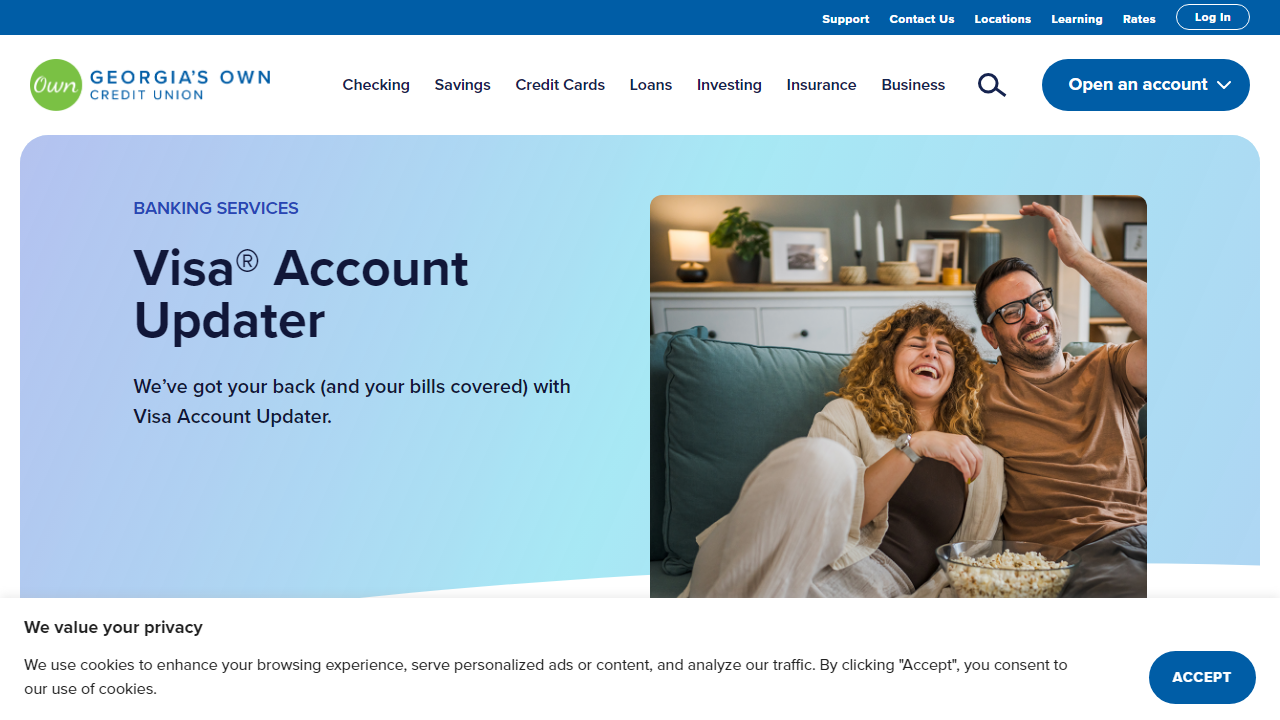 Support Contact Us Locations Learning Rates Log In
Own GEORGIA'S OWN
CREDIT UNION
Checking Savings Credit Cards Loans Investing Insurance Business Open an account
BANKING SERVICES
Visa® Account
Updater
We’ve got your back (and your bills covered) with
Visa Account Updater.
We value your privacy
We use cookies to enhance your browsing experience, serve personalized ads or content, and analyze our traffic. By clicking "Accept", you consent to
our use of cookies.
ACCEPT